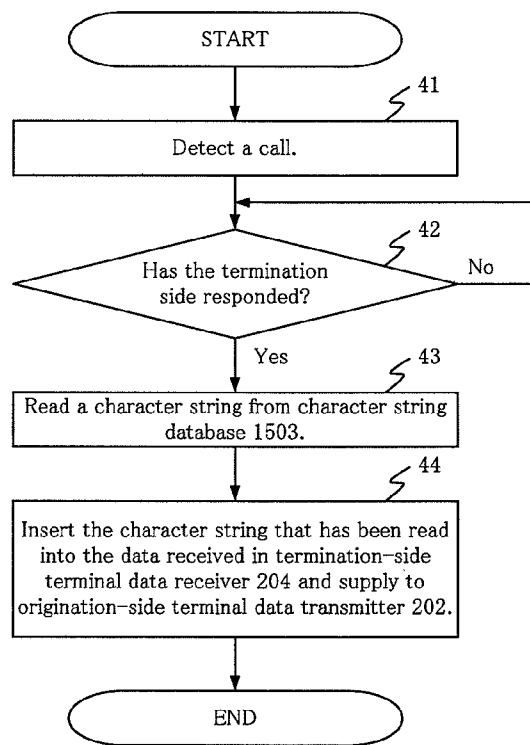 START
41
Detect a call.
42
Has the termination
side responded?
No
Yes
43
Read a character string from character string
database 1503.
44
Insert the character string that has been read
into the data received in termination-side
terminal data receiver 204 and supply to
origination-side terminal data transmitter 202.
END